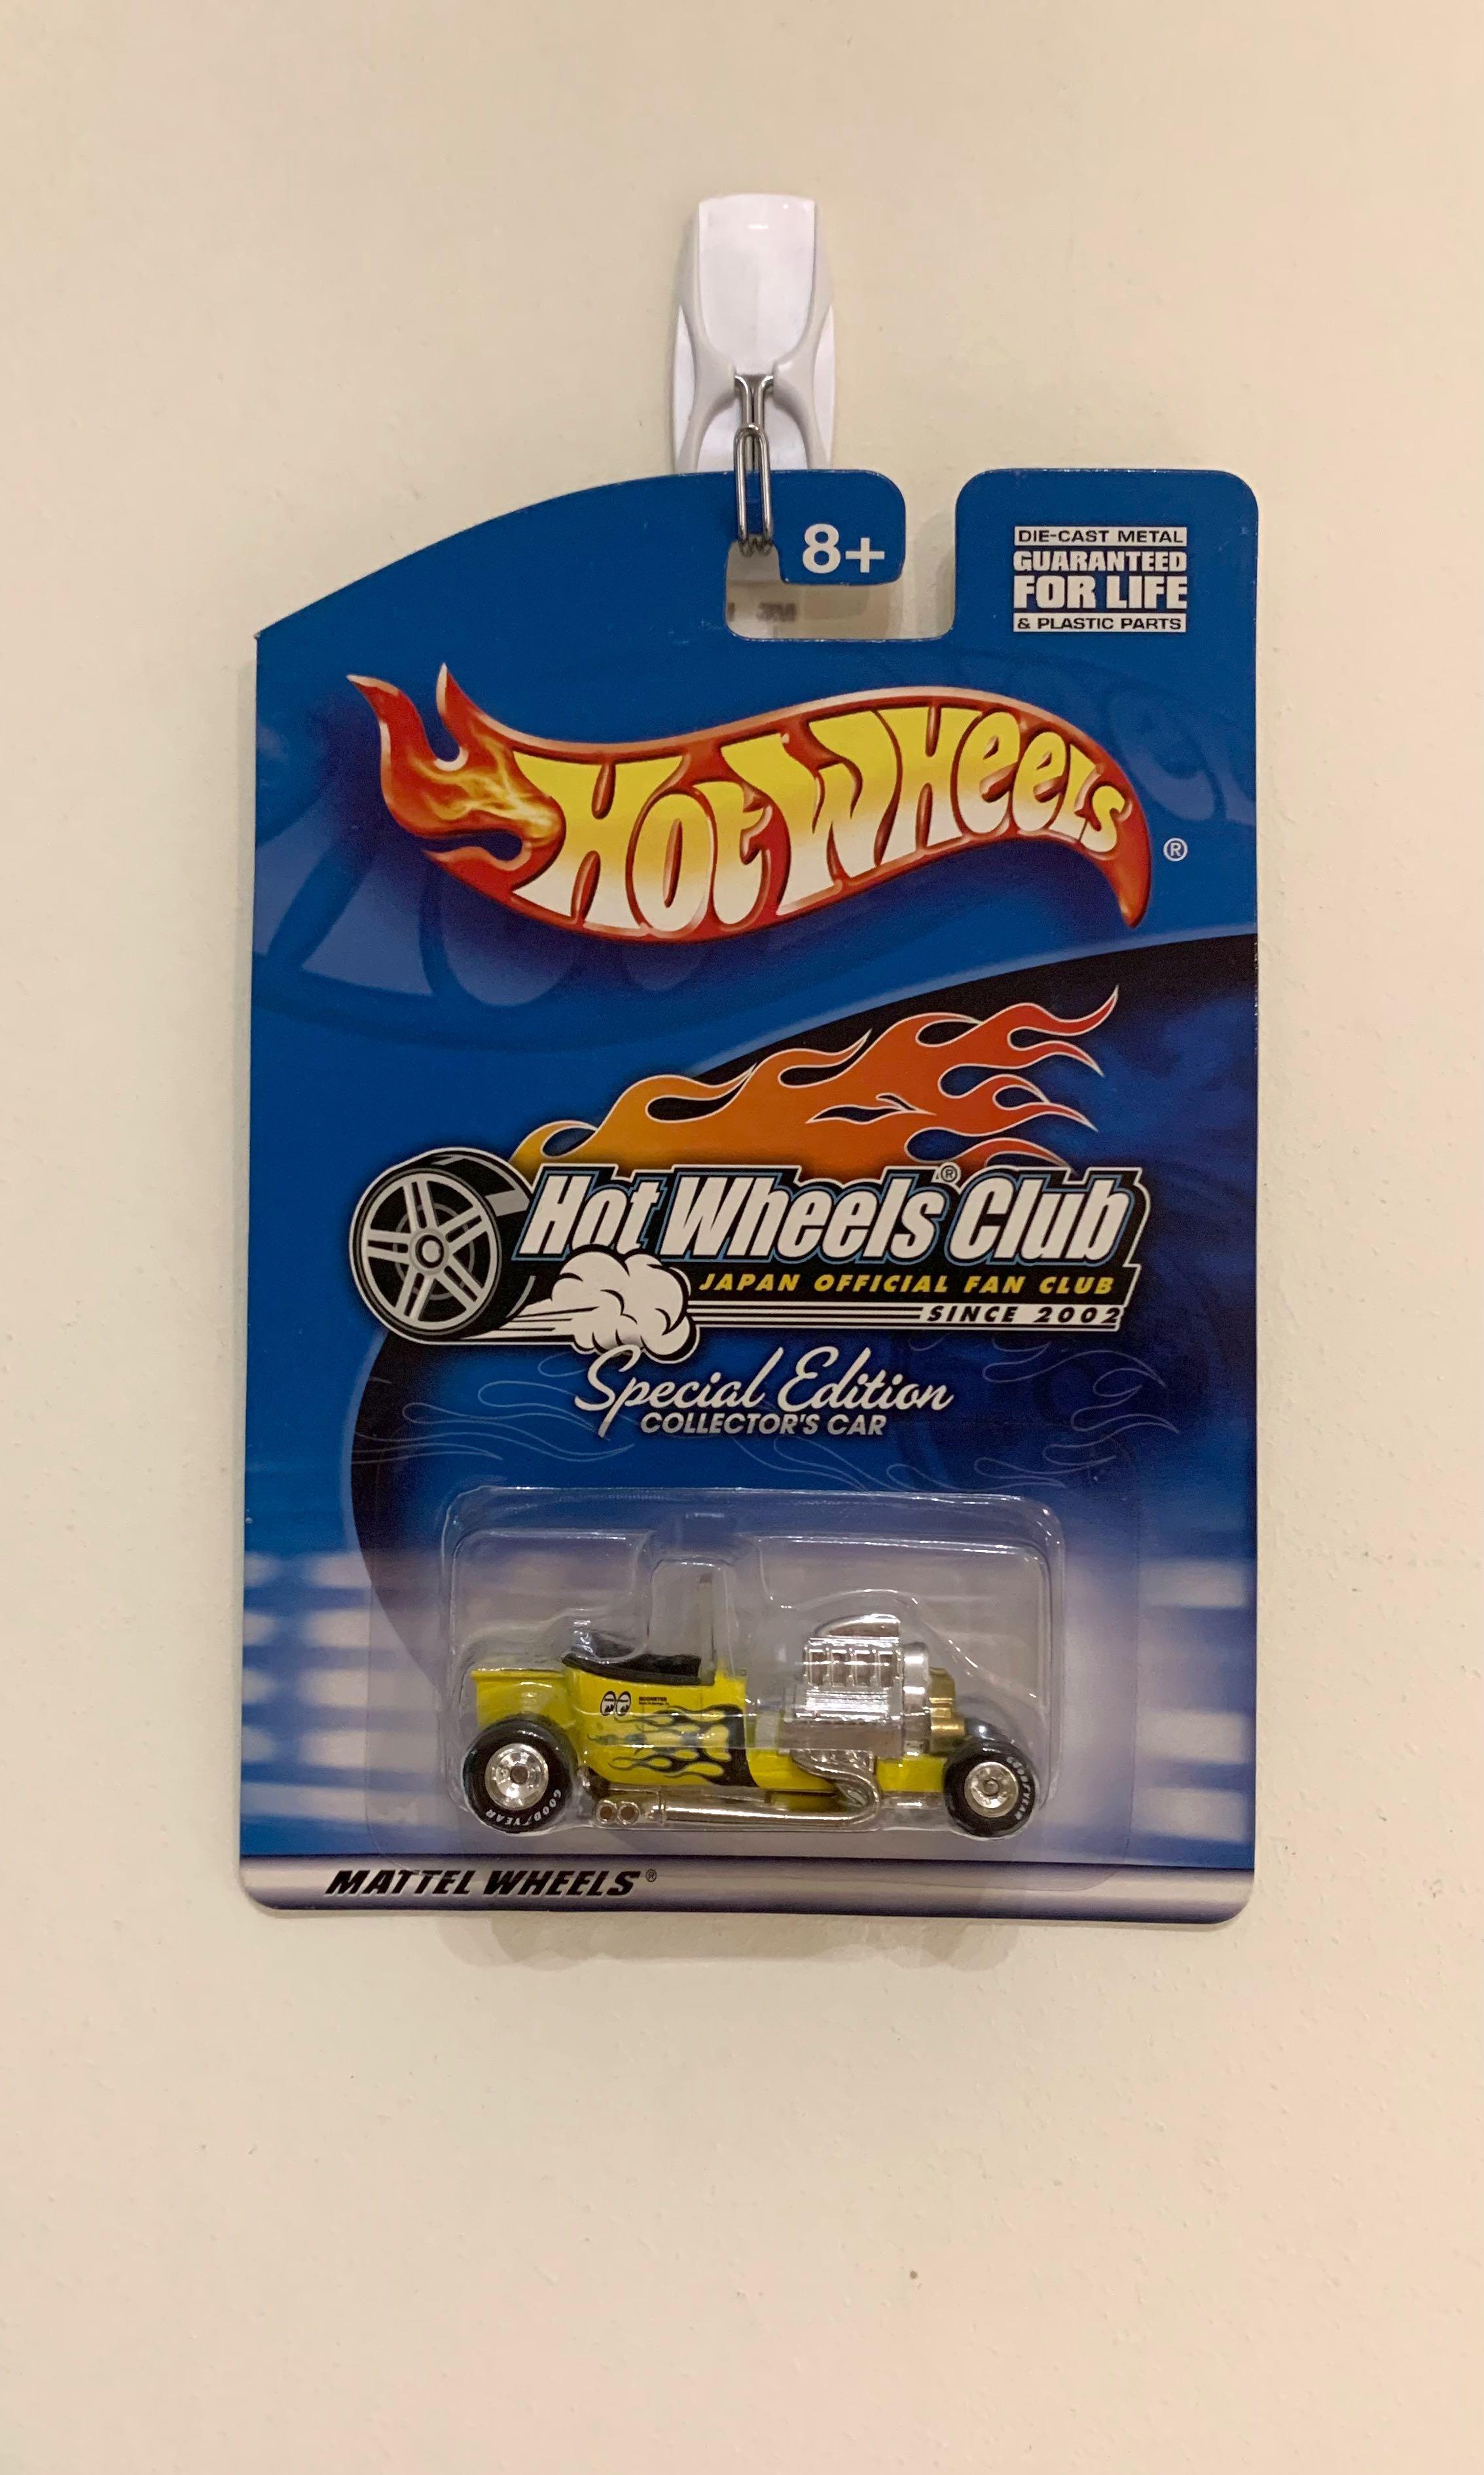 8+
DIE-CAST METAL
GUARANTEED
FOR LIFE
& PLASTIC PARTS
Hot Wheels
®
Hot Wheels® Club
JAPAN OFFICIAL FAN CLUB
SINCE 2002
Special Edition
COLLECTOR'S CAR
MOONEYES
GOODYEAR
GOODYEAR
MATTEL WHEELS®